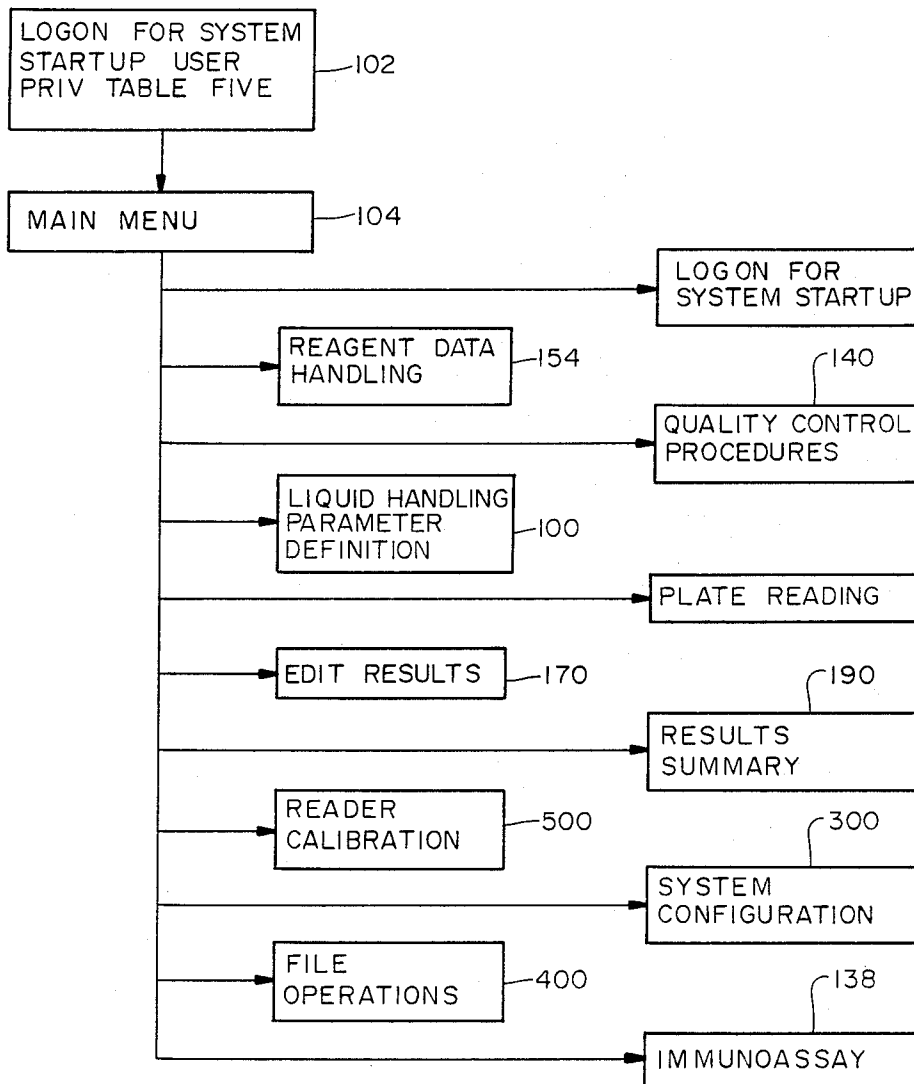 LOGON FOR SYSTEM
STARTUP USER
PRIV TABLE FIVE
102
MAIN MENU
104
LOGON FOR
SYSTEM STARTUP
REAGENT DATA
HANDLING
154
140
QUALITY CONTROL
PROCEDURES
LIQUID HANDLING
PARAMETER
DEFINITION
100
PLATE READING
EDIT RESULTS
170
190
RESULTS
SUMMARY
READER
CALIBRATION
500
300
SYSTEM
CONFIGURATION
FILE
OPERATIONS
400
138
IMMUNOASSAY